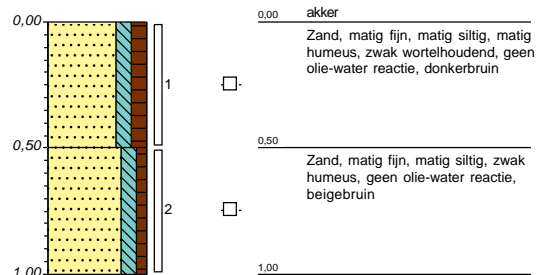 0,00
0,00 akker
Zand, matig fijn, matig siltig, matig
humeus, zwak wortelhoudend, geen
olie-water reactie, donkerbruin
1
0,50
0,50
Zand, matig fijn, matig siltig, zwak
humeus, geen olie-water reactie,
beigebruin
2
1,00
1,00